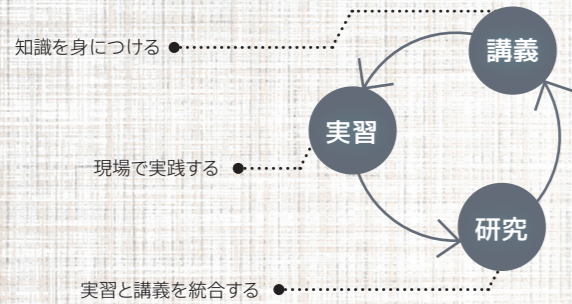 知識を身につける
講義
実習
現場で実践する
研究
実習と講義を統合する